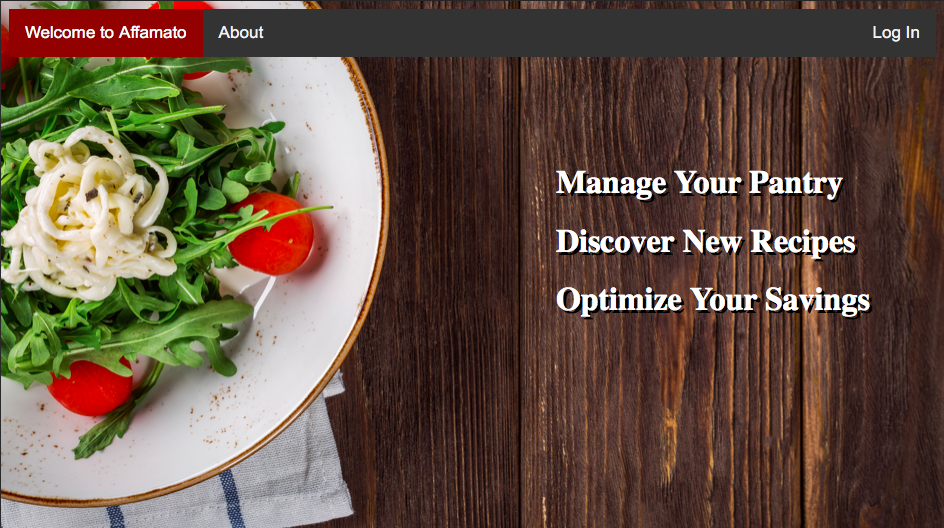 Welcome to Affamato About Log In
Manage Your Pantry
Discover New Recipes
Optimize Your Savings